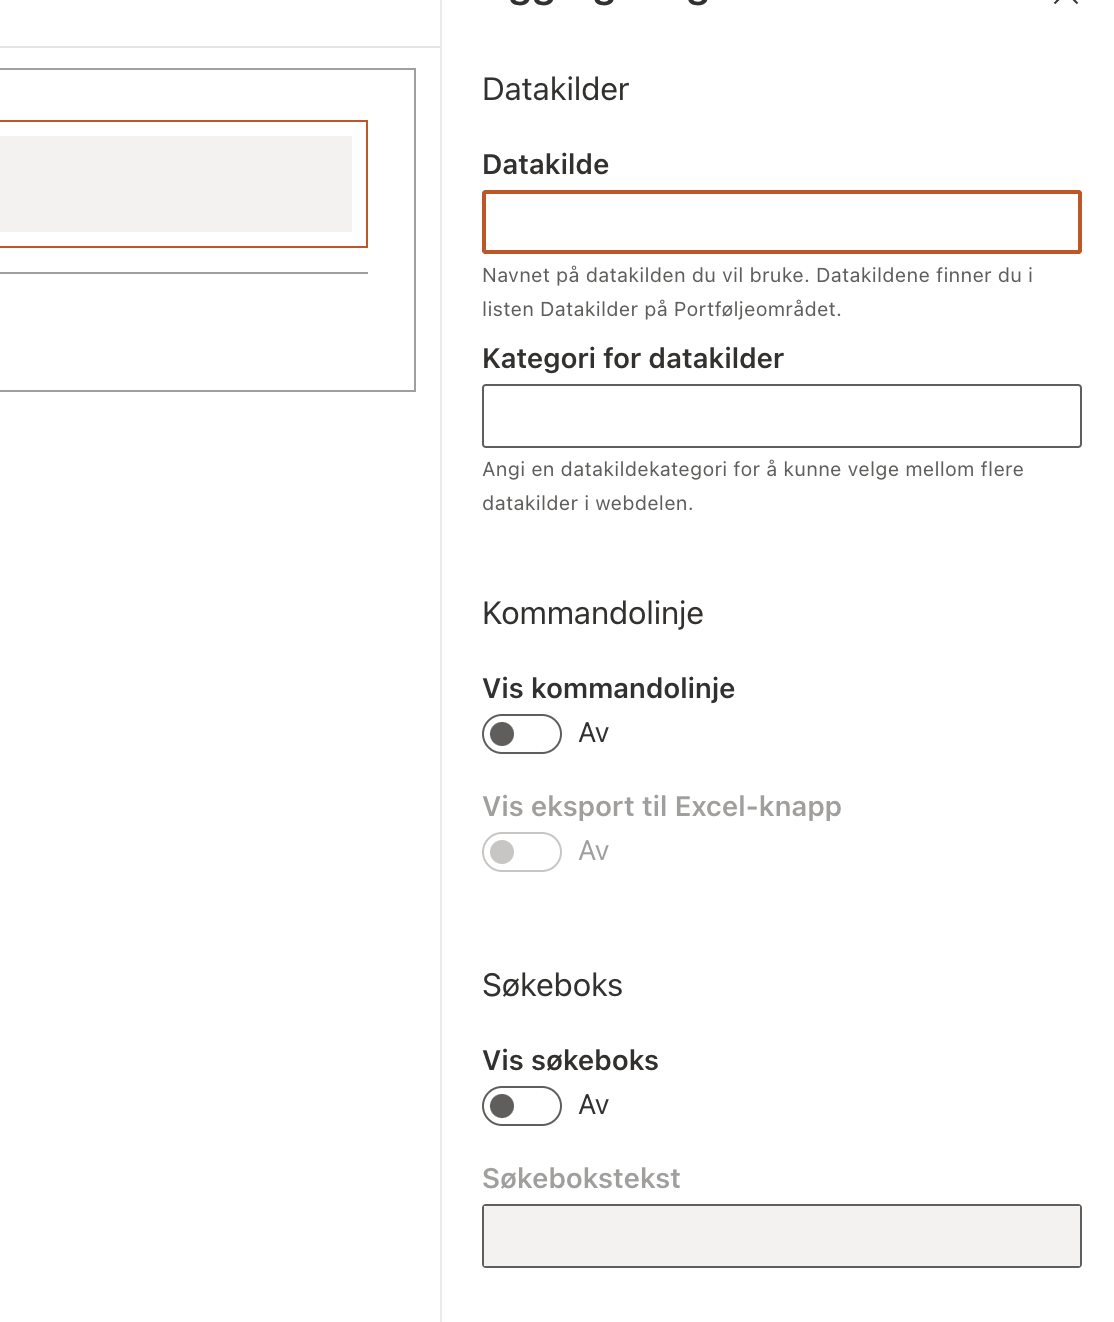 Datakilder
Datakilde
Navnet på datakilden du vil bruke. Datakildene finner du i
listen Datakilder på Portføljeområdet.
Kategori for datakilder
Angi en datakildekategori for å kunne velge mellom flere
datakilder i webdelen.
Kommandolinje
Vis kommandolinje
Av
Vis eksport til Excel-knapp
Av
Søkeboks
Vis søkeboks
Av
Søkebokstekst